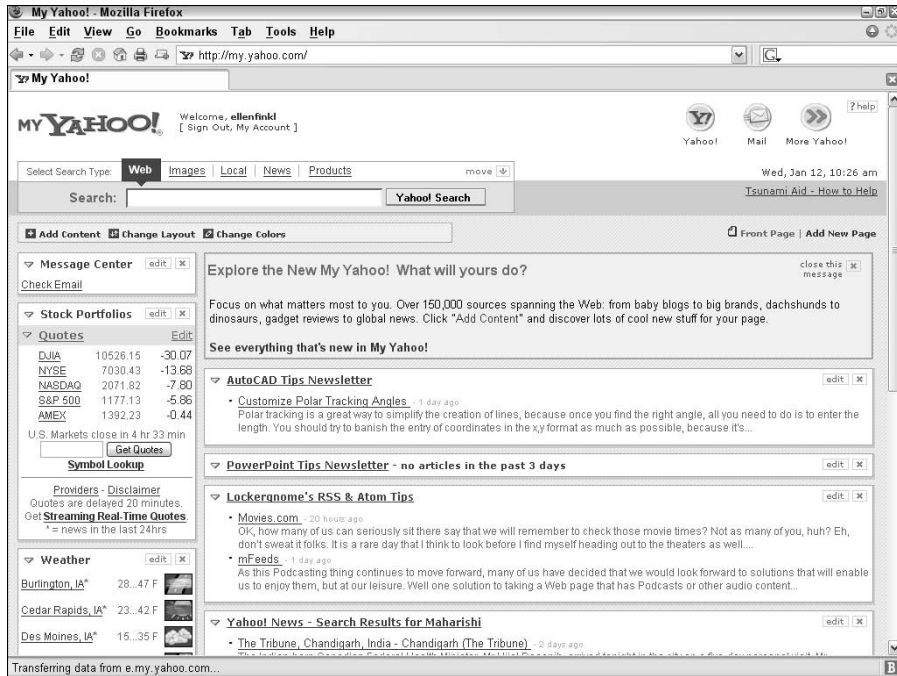 My Yahoo! - Mozilla Firefox
File Edit View Go Bookmarks Tab Tools Help
http://my.yahoo.com/
G
My Yahoo!
MY YAHOO!
Welcome, ellenfinkl
[ Sign Out, My Account ]
? help
Yahoo! Mail More Yahoo!
Select Search Type: Web Images Local News Products move
Wed, Jan 12, 10:26 am
Search: Yahoo! Search
Tsunami Aid - How to Help
Add Content Change Layout Change Colors
Front Page | Add New Page
Message Center edit
Check Email
Stock Portfolios edit
Quotes Edit
DJIA 10526.15 -30.07
NYSE 7030.43 -13.68
NASDAQ 2071.82 -7.80
S&P 500 1177.13 -5.86
AMEX 1392.23 -0.44
U.S. Markets close in 4 hr 33 min
Get Quotes
Symbol Lookup
Providers - Disclaimer
Quotes are delayed 20 minutes.
Get Streaming Real-Time Quotes.
* = news in the last 24hrs
Weather edit
Burlington, IA* 28...47 F
Cedar Rapids, IA* 23...42 F
Des Moines, IA* 15...35 F
Explore the New My Yahoo! What will yours do?
close this
message
Focus on what matters most to you. Over 150,000 sources spanning the Web: from baby blogs to big brands, dachshunds to
dinosaurs, gadget reviews to global news. Click "Add Content" and discover lots of cool new stuff for your page.
See everything that's new in My Yahoo!
AutoCAD Tips Newsletter edit
• Customize Polar Tracking Angles - 1 day ago
Polar tracking is a great way to simplify the creation of lines, because once you find the right angle, all you need to do is to enter the
length. You should try to banish the entry of coordinates in the x,y format as much as possible, because it's...
PowerPoint Tips Newsletter - no articles in the past 3 days edit
Lockergnome's RSS & Atom Tips edit
• Movies.com - 20 hours ago
OK, how many of us can seriously sit there say that we will remember to check those movie times? Not as many of you, huh? Eh,
don't sweat it folks. It is a rare day that I think to look before I find myself heading out to the theaters as well....
• mFeeds - 1 day ago
As this Podcasting thing continues to move forward, many of us have decided that we would look forward to solutions that will enable
us to enjoy them, but at our leisure. Well one solution to taking a Web page that has Podcasts or other audio content...
Yahoo! News - Search Results for Maharishi edit
• The Tribune, Chandigarh, India - Chandigarh (The Tribune) - 2 days ago
Transferring data from e.my.yahoo.com...